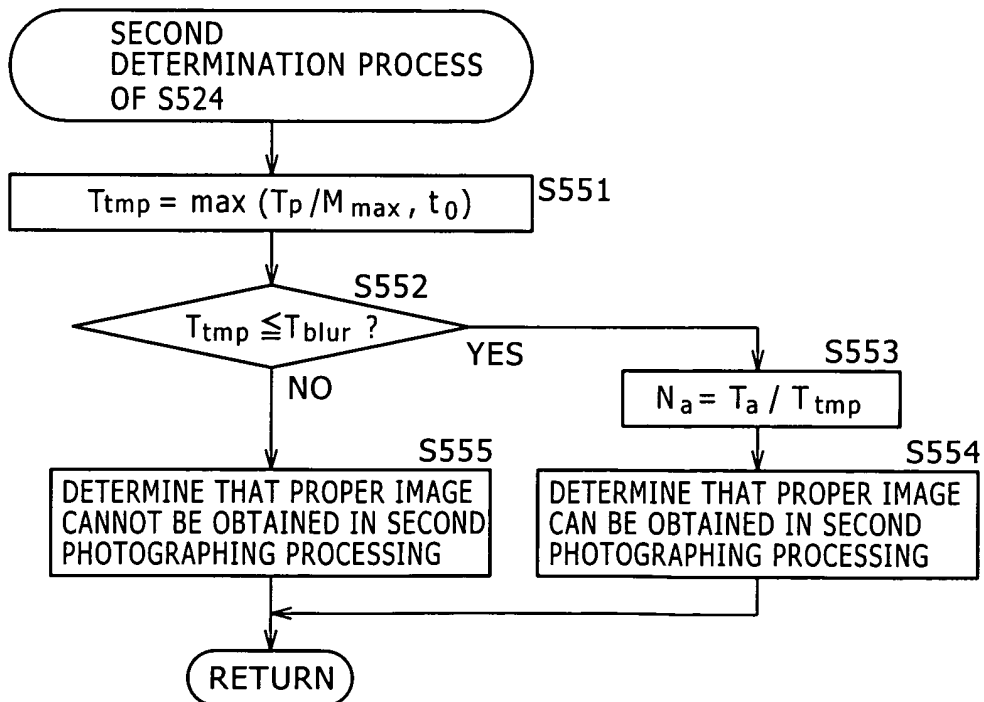 SECOND
DETERMINATION PROCESS
OF S524
S551
Ttmp = max (Tp/Mmax, t0)
S552
Ttmp ≦ Tblur ?
YES
NO
S553
Na = Ta / Ttmp
S555
DETERMINE THAT PROPER IMAGE
CANNOT BE OBTAINED IN SECOND
PHOTOGRAPHING PROCESSING
S554
DETERMINE THAT PROPER IMAGE
CAN BE OBTAINED IN SECOND
PHOTOGRAPHING PROCESSING
RETURN